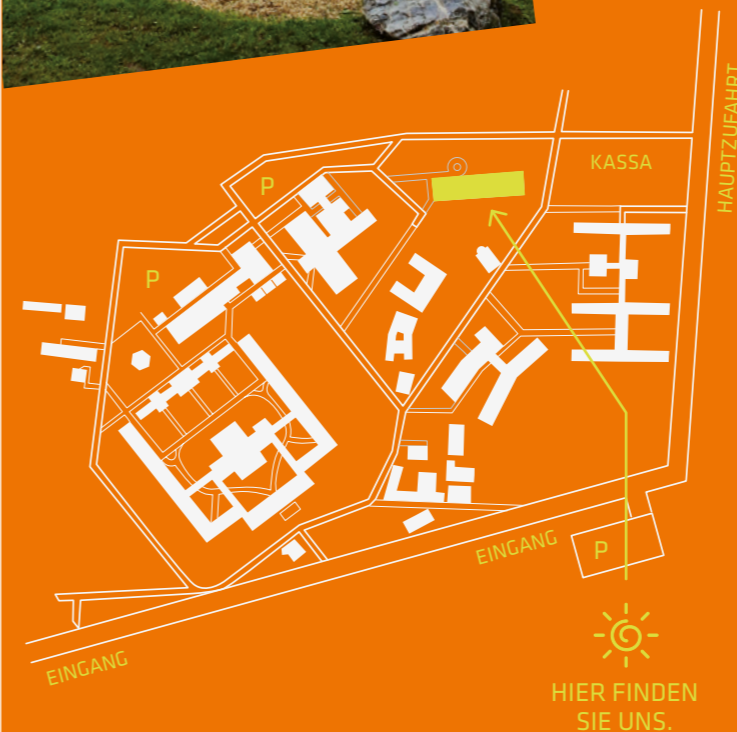 HAUPTZUFAHRT
KASSA
P
P
EINGANG
P
EINGANG
HIER FINDEN
SIE UNS.